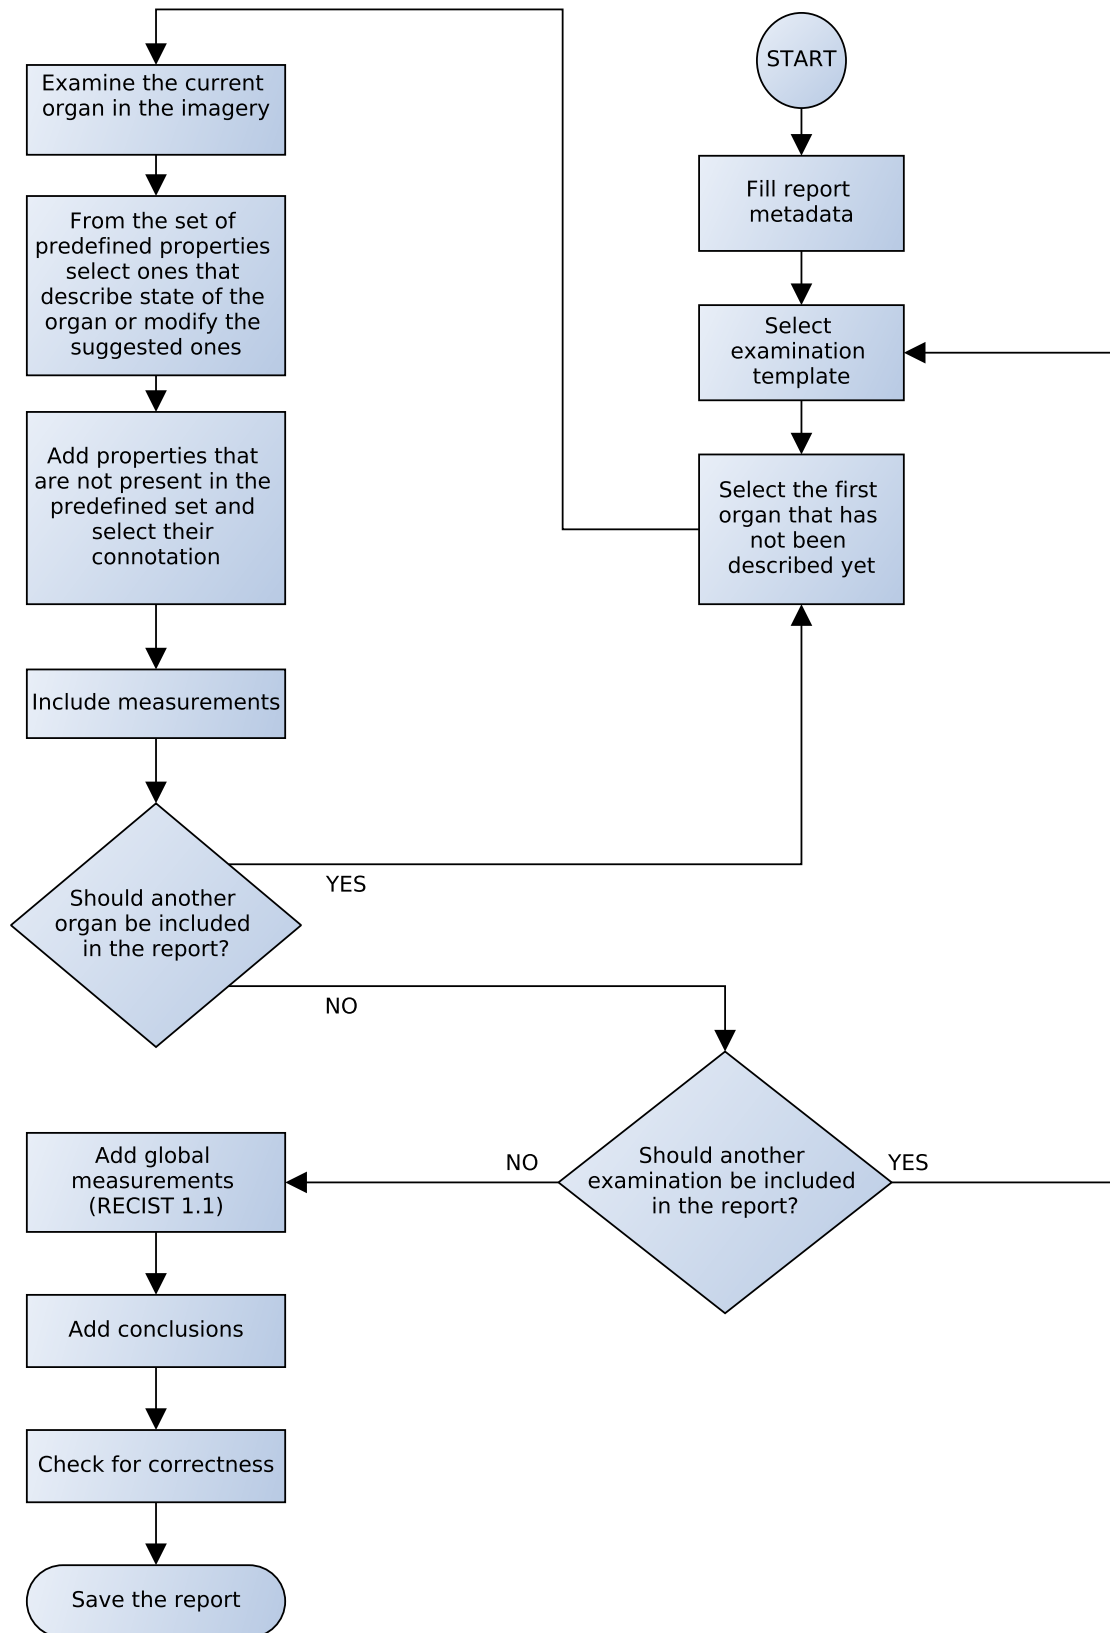 START
Fill report
metadata
Select
examination
template
Select the first
organ that has
not been
described yet
Examine the current
organ in the imagery
From the set of
predefined properties
select ones that
describe state of the
organ or modify the
suggested ones
Add properties that
are not present in the
predefined set and
select their
connotation
Include measurements
Should another
organ be included
in the report?
YES
NO
Should another
examination be included
in the report?
YES
NO
Add global
measurements
(RECIST 1.1)
Add conclusions
Check for correctness
Save the report